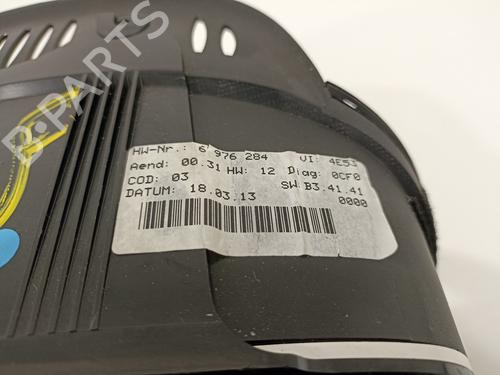 B-PARTS
HW-Nr.: 6 976 284 VI: 4E53
Aend: 00.31 HW: 12 Diag: 0CF0
COD: 03 SW B3.41.41
DATUM: 18.03.13 0000